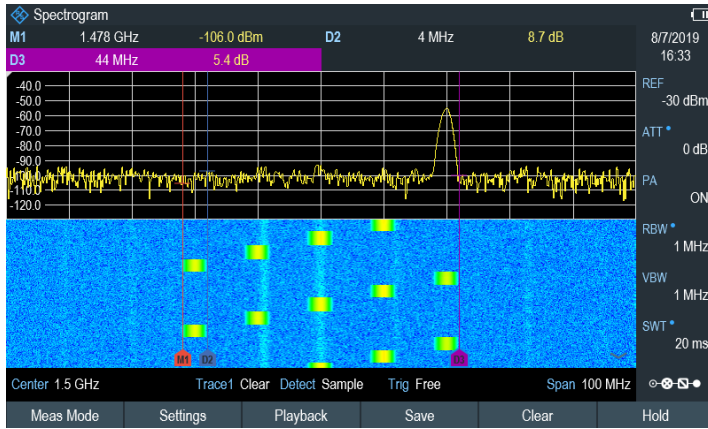 Spectrogram
M1 1.478 GHz -106.0 dBm D2 4 MHz 8.7 dB
D3 44 MHz 5.4 dB
8/7/2019
16:33
-40.0
-50.0
-60.0
-70.0
-80.0
-90.0
-110.0
-120.0
REF
-30 dBm
ATT
0 dB
PA
ON
RBW
1 MHz
VBW
1 MHz
SWT
20 ms
M1 D2 D3
Center 1.5 GHz Trace1 Clear Detect Sample Trig Free Span 100 MHz
Meas Mode Settings Playback Save Clear Hold